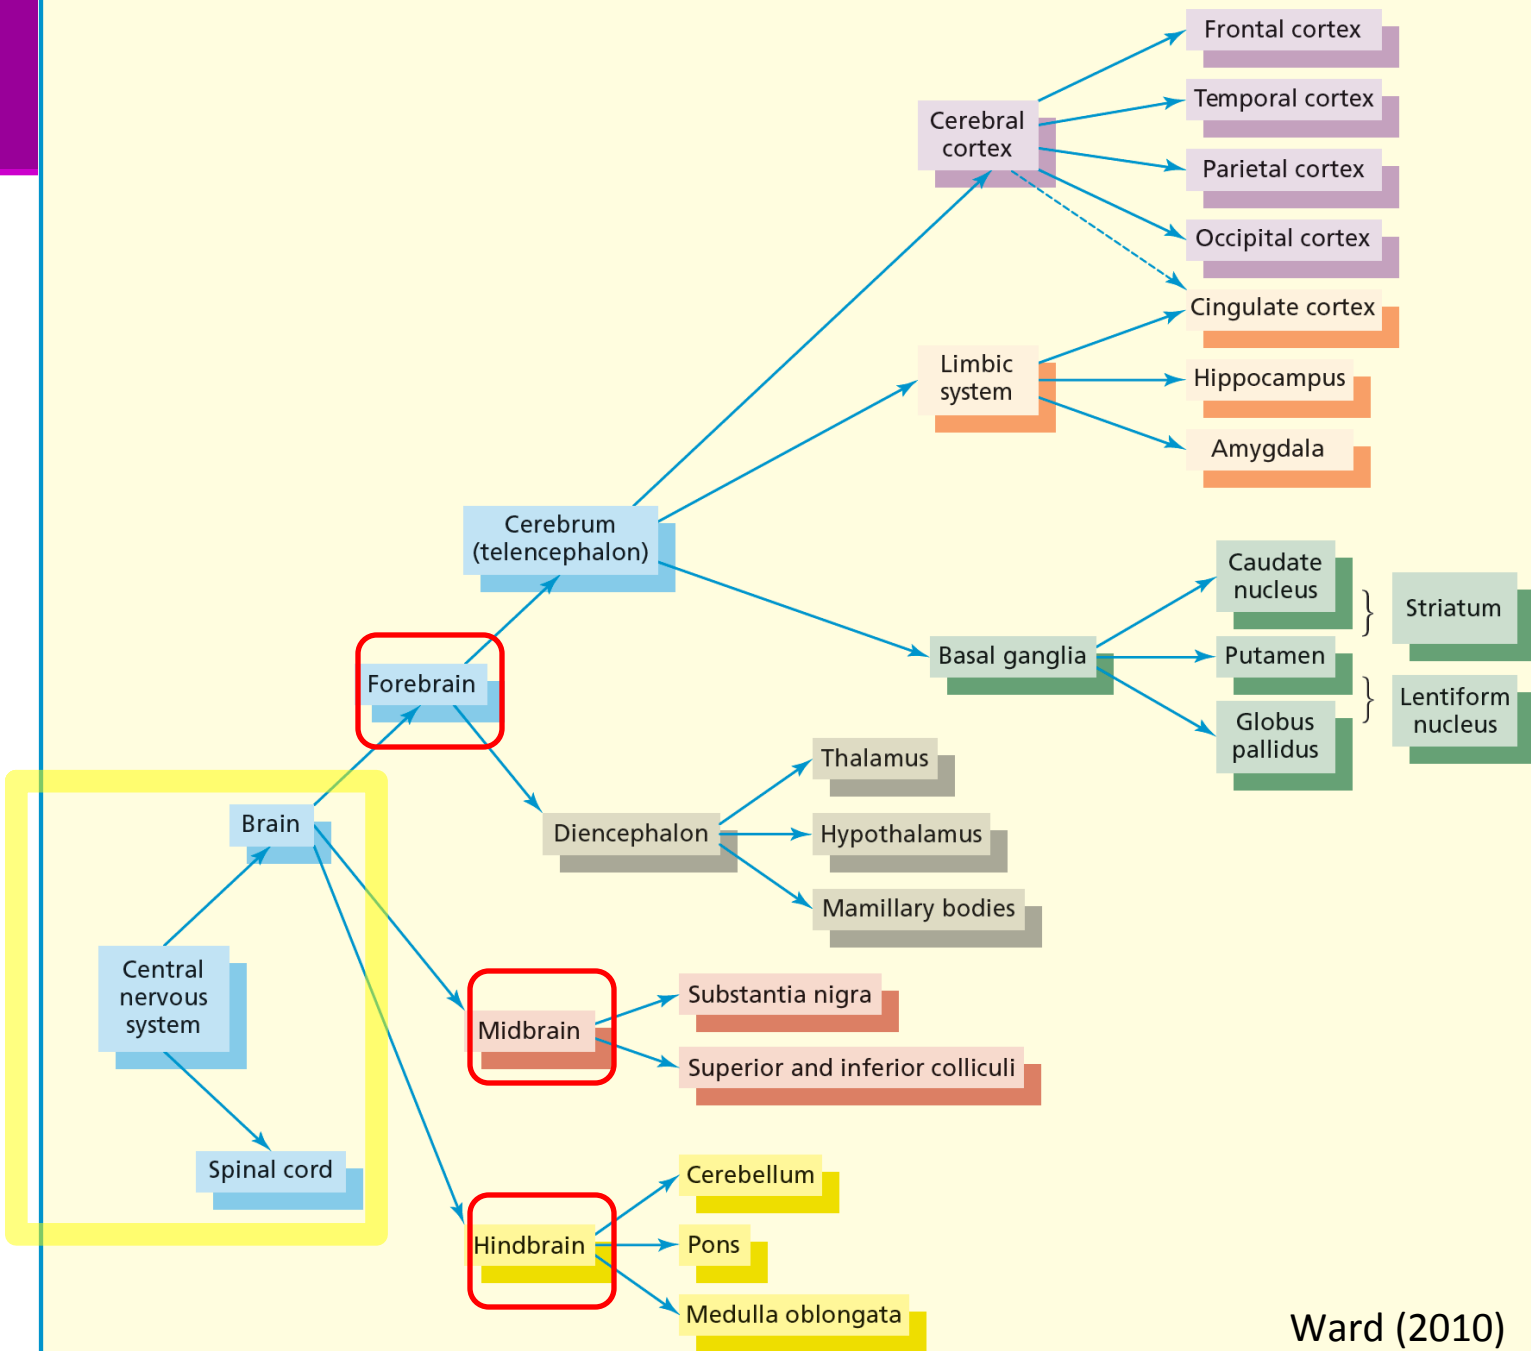 Frontal cortex
Temporal cortex
Cerebral
cortex
Parietal cortex
Occipital cortex
Cingulate cortex
Limbic
system
Hippocampus
Amygdala
Cerebrum
(telencephalon)
Caudate
nucleus
}
Striatum
Basal ganglia
Putamen
}
Lentiform
nucleus
Globus
pallidus
Forebrain
Thalamus
Brain
Diencephalon
Hypothalamus
Mamillary bodies
Central
nervous
system
Substantia nigra
Midbrain
Superior and inferior colliculi
Spinal cord
Cerebellum
Hindbrain
Pons
Medulla oblongata
Ward (2010)